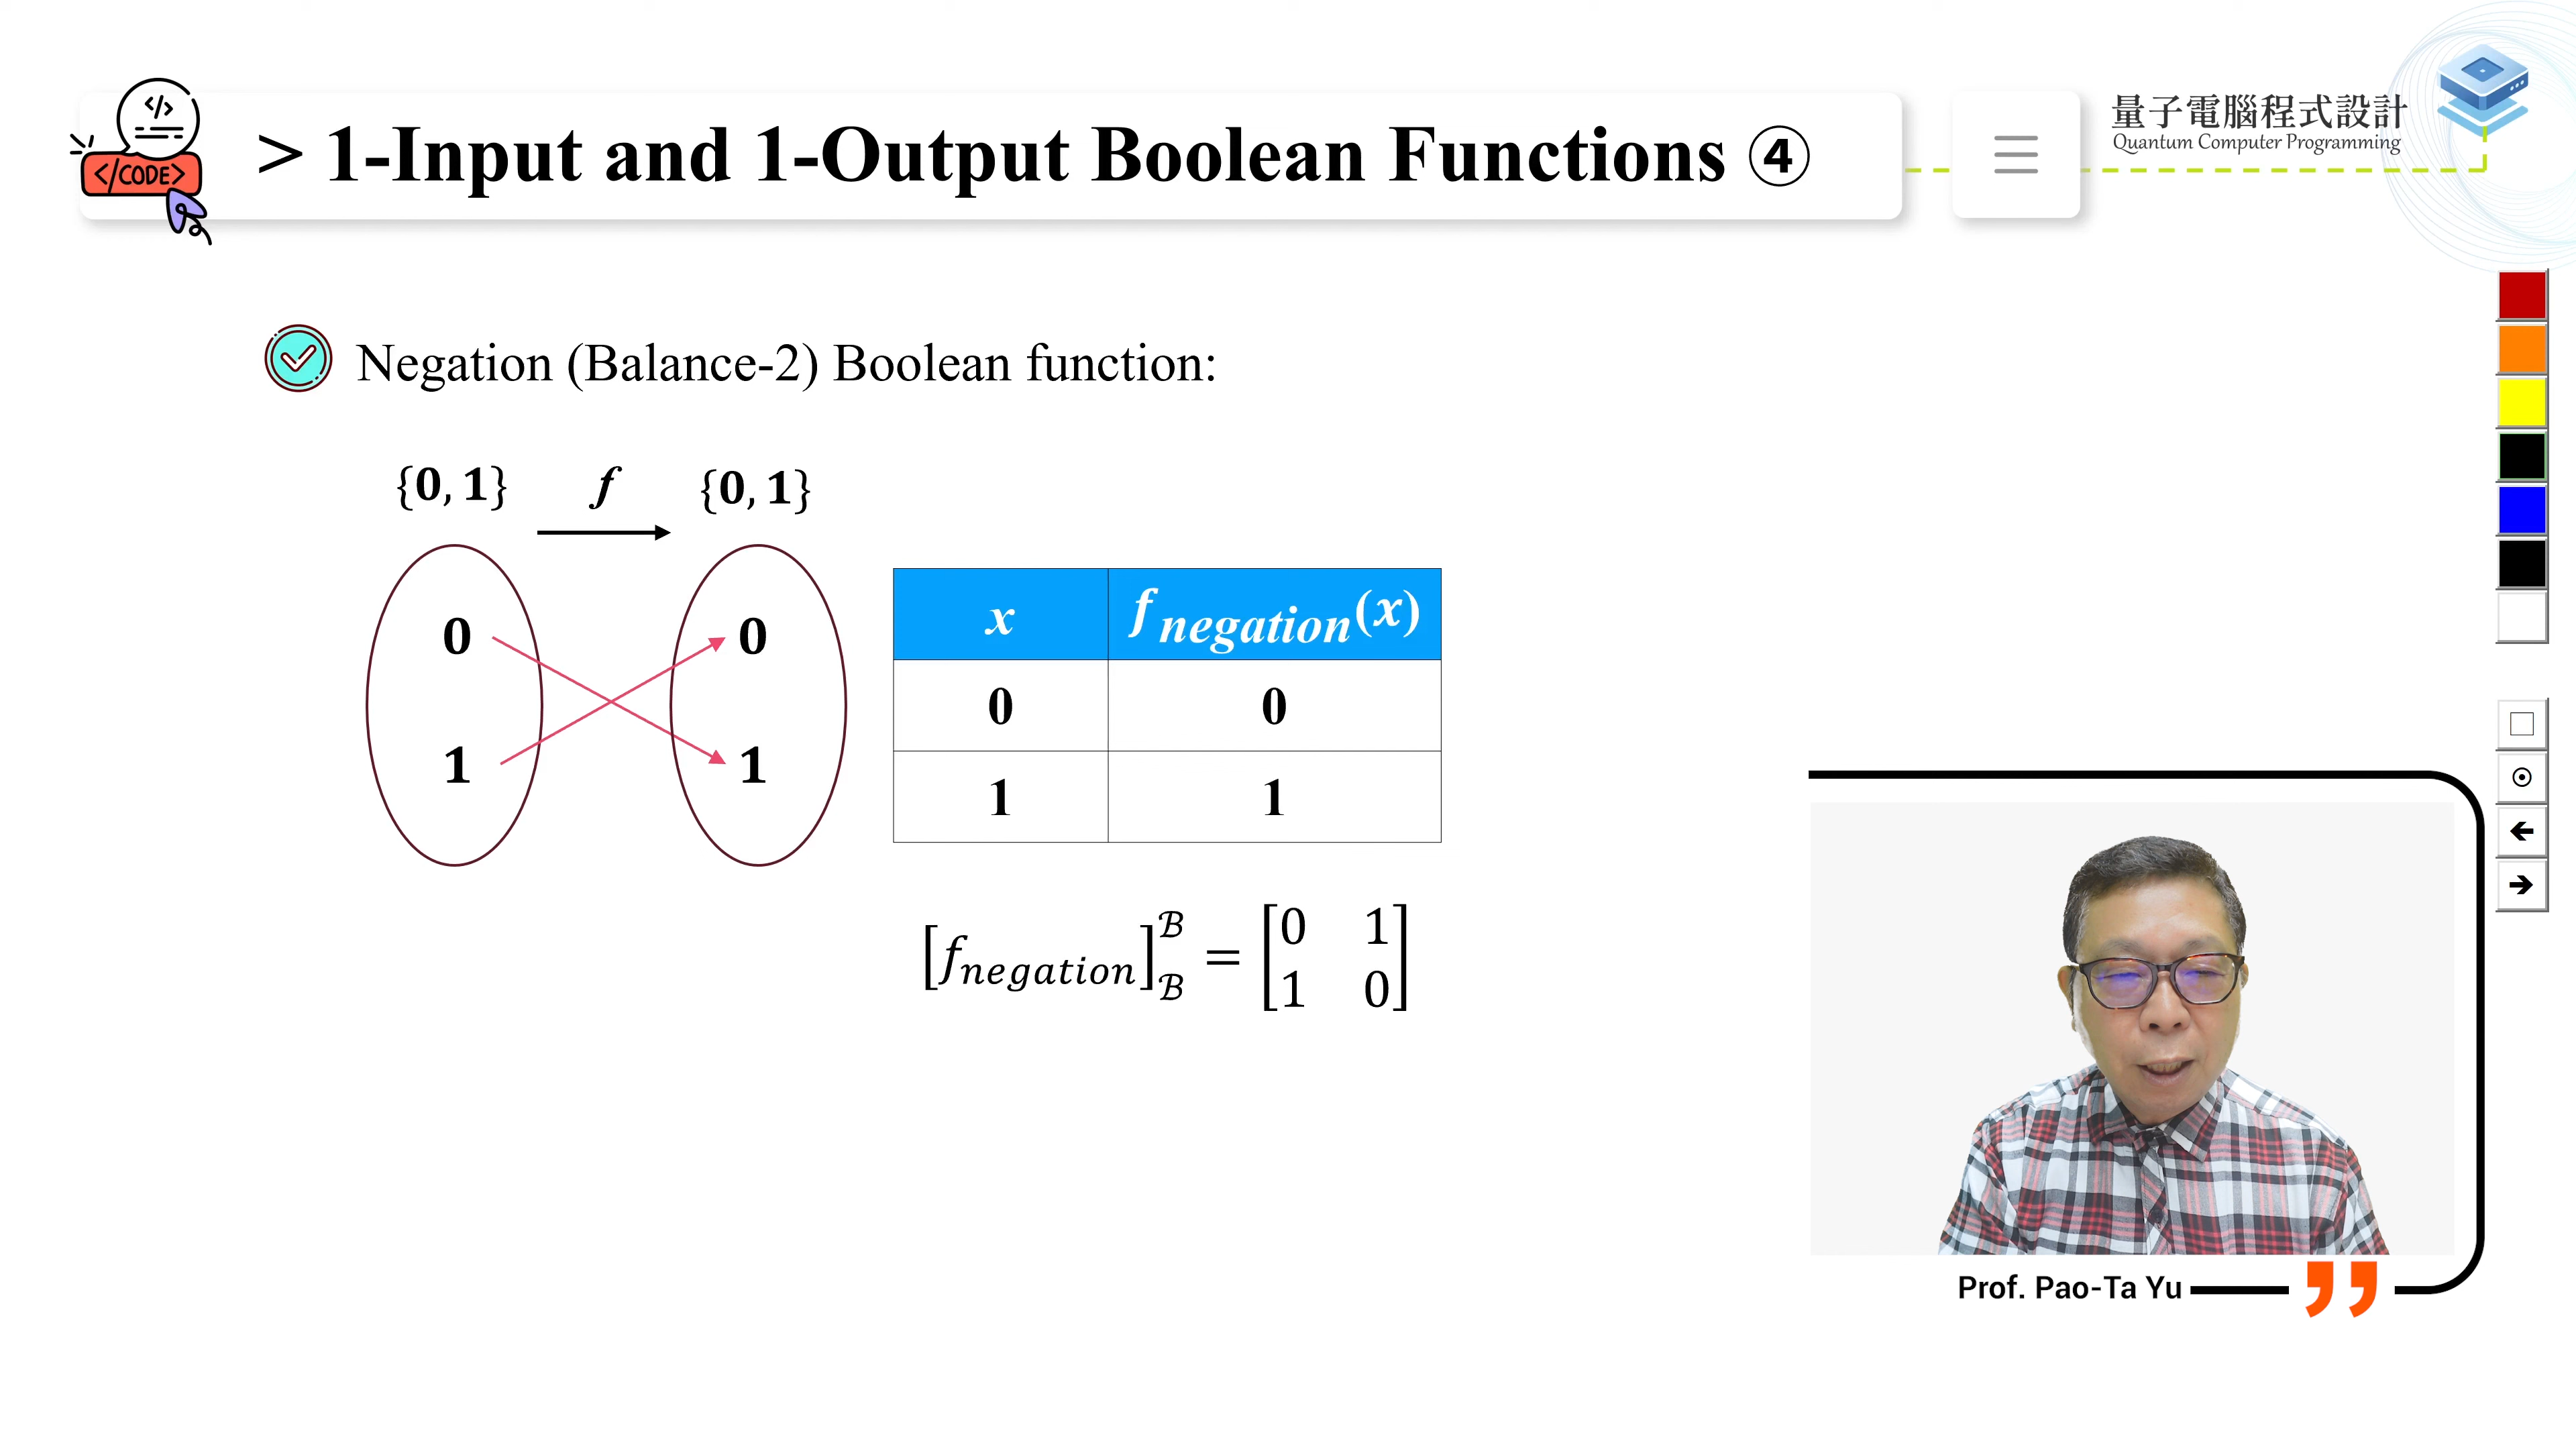 </>
</CODE>
> 1-Input and 1-Output Boolean Functions ④
量子電腦程式設計
Quantum Computer Programming
Negation (Balance-2) Boolean function:
{0, 1} f {0, 1}
0 0
1 1
x f negation(x)
0 0
1 1
[f negation]ℬ ℬ = [0 1
1 0]
Prof. Pao-Ta Yu